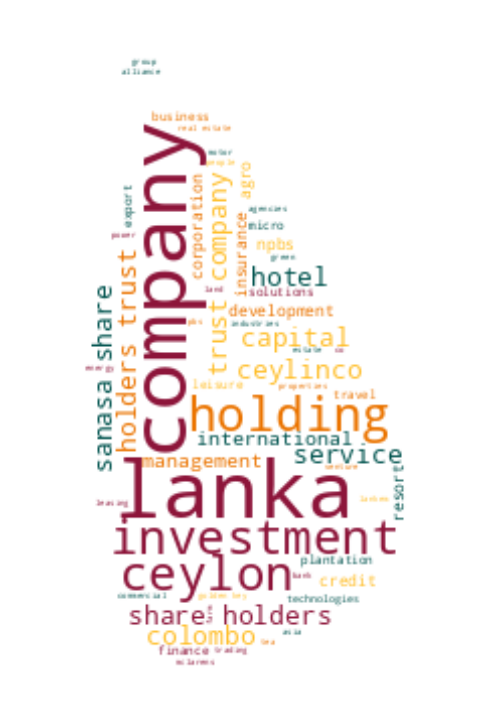 group
alliance
business
real estate
company
motor
people
corporation
trust company
agro
export
agencies
micro
insurance
npbs
power
green
hotel
holders trust
land
solutions
sanasa share
development
pbs
industries
capital
estate
energy
ceylinco
leisure
properties
travel
holding
international
service
management
venture
resort
lanka
leasing
investment
plantation
ceylon
bank
credit
commercial
golden key
technologies
share holders
colombo
asia
tea
finance
trading
mclarens